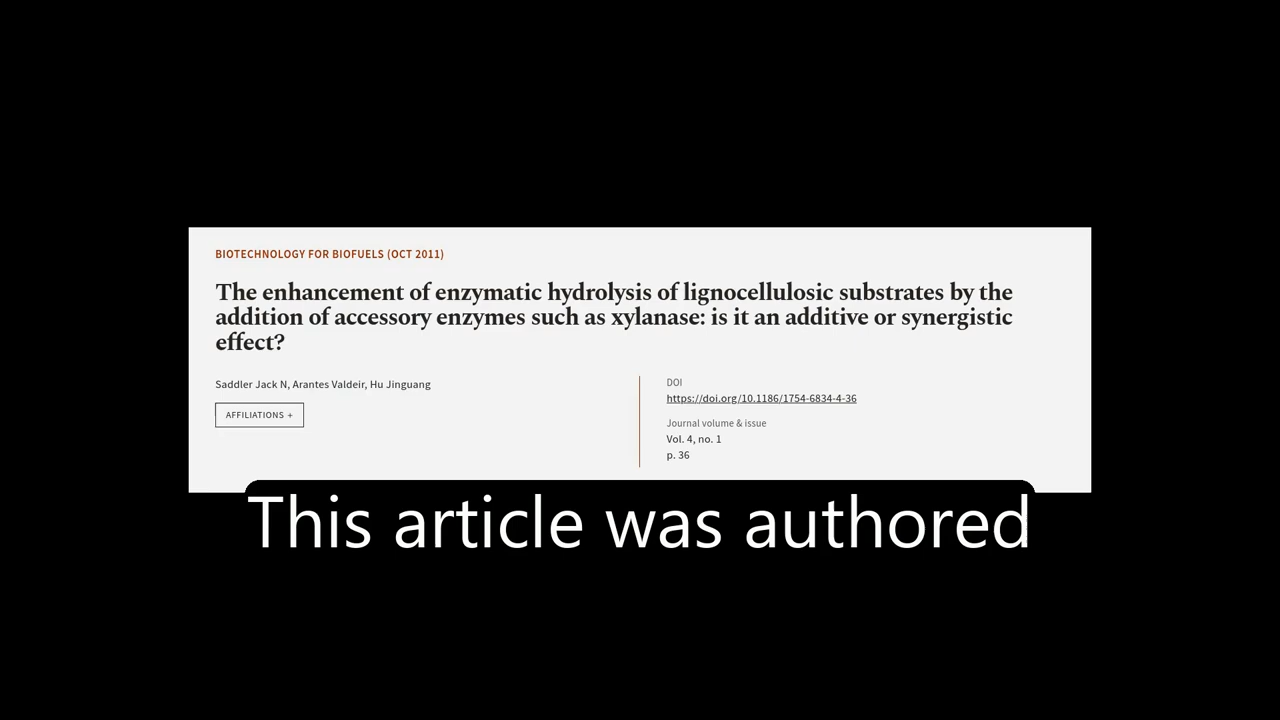 BIOTECHNOLOGY FOR BIOFUELS (OCT 2011)
The enhancement of enzymatic hydrolysis of lignocellulosic substrates by the
addition of accessory enzymes such as xylanase: is it an additive or synergistic
effect?
Saddler Jack N, Arantes Valdeir, Hu Jinguang
AFFILIATIONS +
DOI
https://doi.org/10.1186/1754-6834-4-36
Journal volume & issue
Vol. 4, no. 1
p. 36
This article was authored